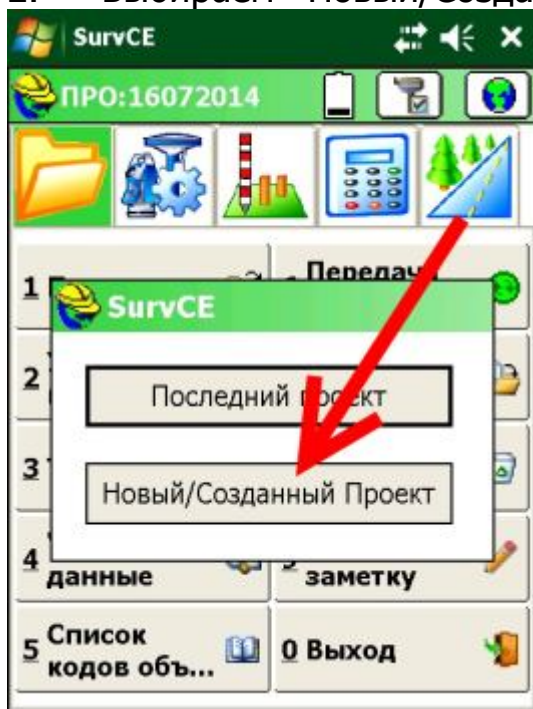 SurvCE
ПРО:16072014
1
2
3
4
данные
заметку
5 Список
кодов объ...
0 Выход
SurvCE
Последний проект
Новый/Созданный Проект